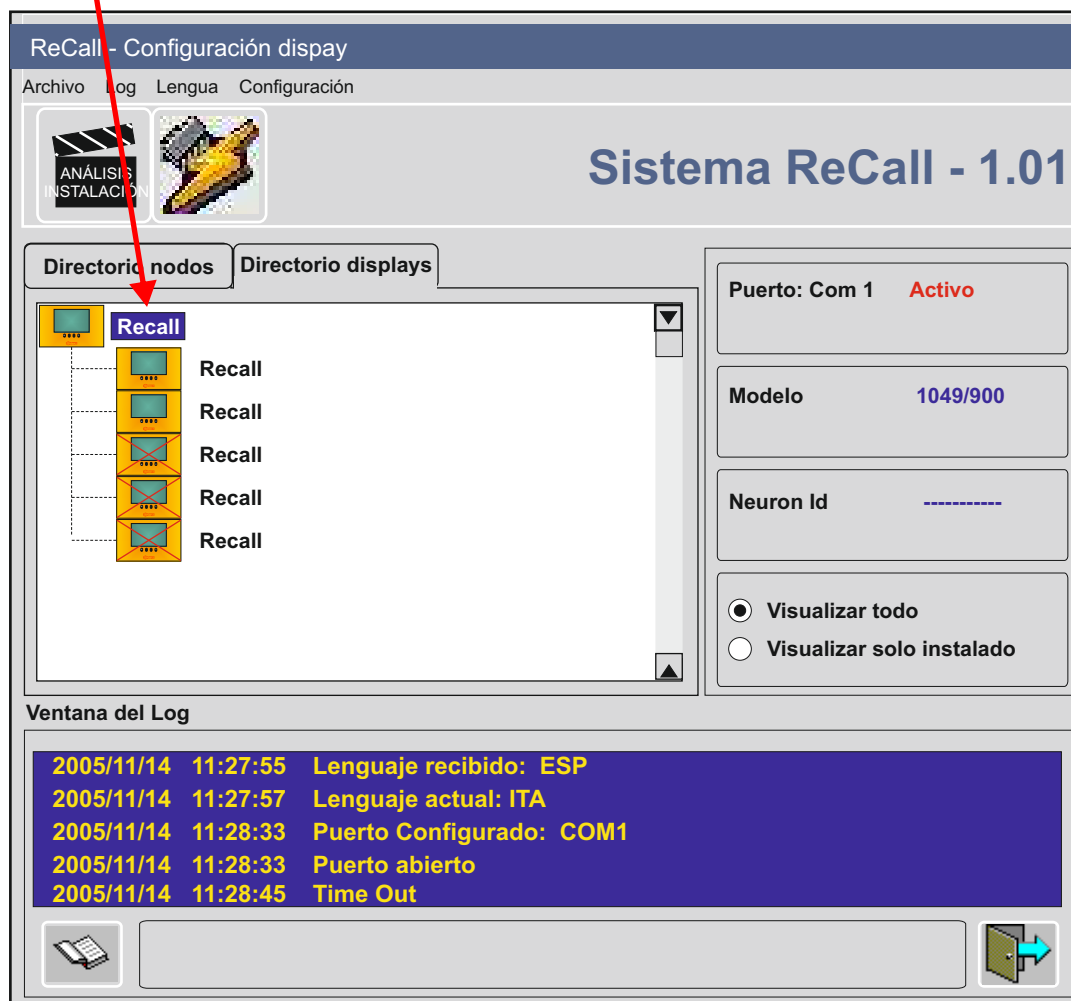 ReCall - Configuración dispay
Archivo Log Lengua Configuración
ANÁLISIS
INSTALACIÓN
Sistema ReCall - 1.01
Directorio nodos Directorio displays
Recall
Recall
Recall
Recall
Recall
Recall
Puerto: Com 1 Activo
Modelo 1049/900
Neuron Id -----------
Visualizar todo
Visualizar solo instalado
Ventana del Log
2005/11/14 11:27:55 Lenguaje recibido: ESP
2005/11/14 11:27:57 Lenguaje actual: ITA
2005/11/14 11:28:33 Puerto Configurado: COM1
2005/11/14 11:28:33 Puerto abierto
2005/11/14 11:28:45 Time Out